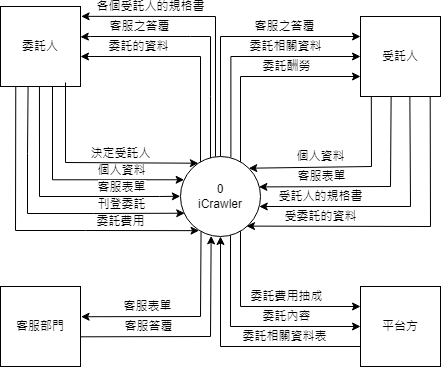 各個受託人的規格書
客服之答覆
委託的資料
委託人
客服之答覆
委託相關資料
委託酬勞
受託人
決定受託人
個人資料
客服表單
刊登委託
委託費用
0
iCrawler
個人資料
客服表單
受託人的規格書
受委託的資料
客服表單
客服答覆
客服部門
委託費用抽成
委託內容
委託相關資料表
平台方